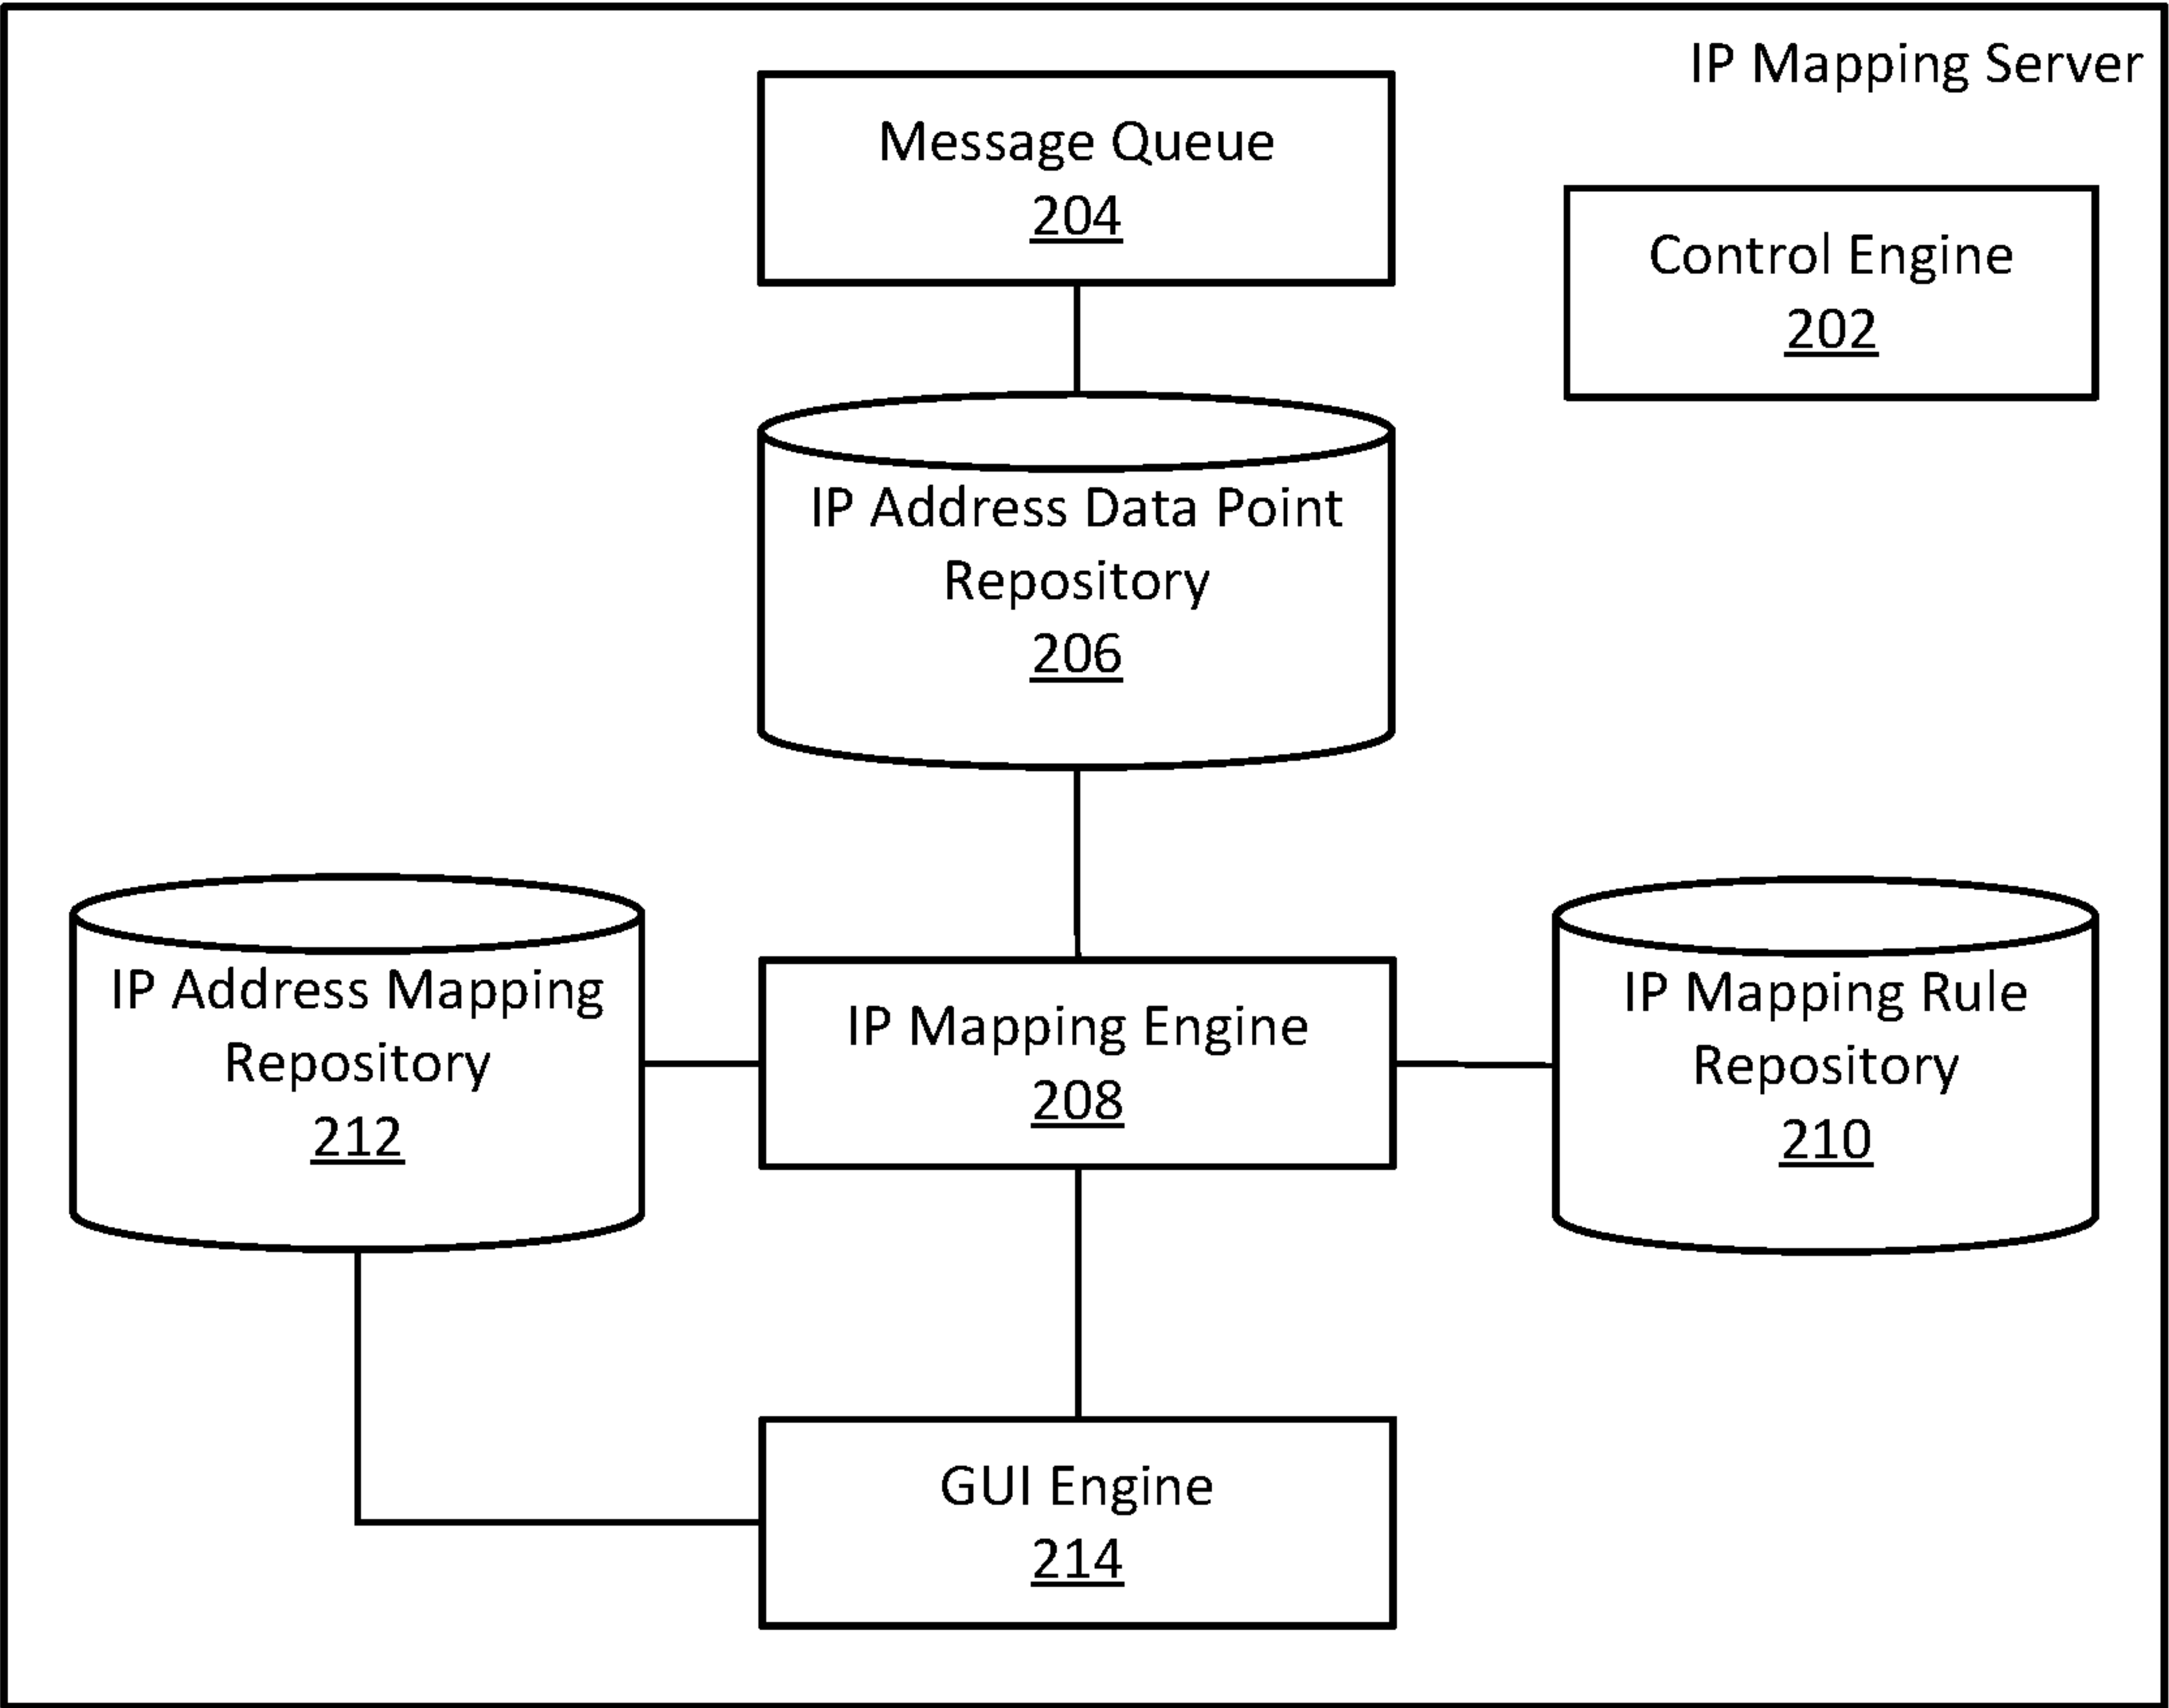 IP Mapping Server
Message Queue
204
Control Engine
202
IP Address Data Point
Repository
206
IP Address Mapping
Repository
212
IP Mapping Engine
208
IP Mapping Rule
Repository
210
GUI Engine
214